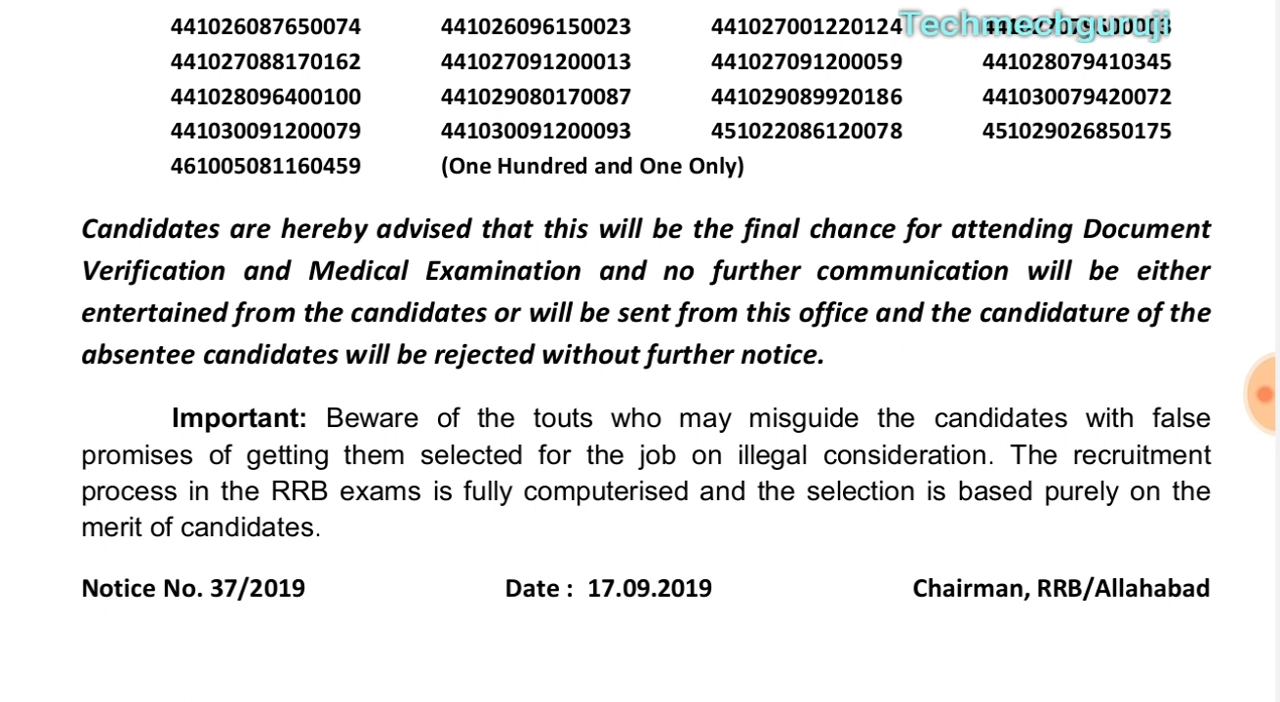 441026087650074 441026096150023 441027001220124 Techmechguruji
441027088170162 441027091200013 441027091200059 441028079410345
441028096400100 441029080170087 441029089920186 441030079420072
441030091200079 441030091200093 451022086120078 451029026850175
461005081160459 (One Hundred and One Only)
Candidates are hereby advised that this will be the final chance for attending Document
Verification and Medical Examination and no further communication will be either
entertained from the candidates or will be sent from this office and the candidature of the
absentee candidates will be rejected without further notice.
Important: Beware of the touts who may misguide the candidates with false
promises of getting them selected for the job on illegal consideration. The recruitment
process in the RRB exams is fully computerised and the selection is based purely on the
merit of candidates.
Notice No. 37/2019 Date : 17.09.2019 Chairman, RRB/Allahabad